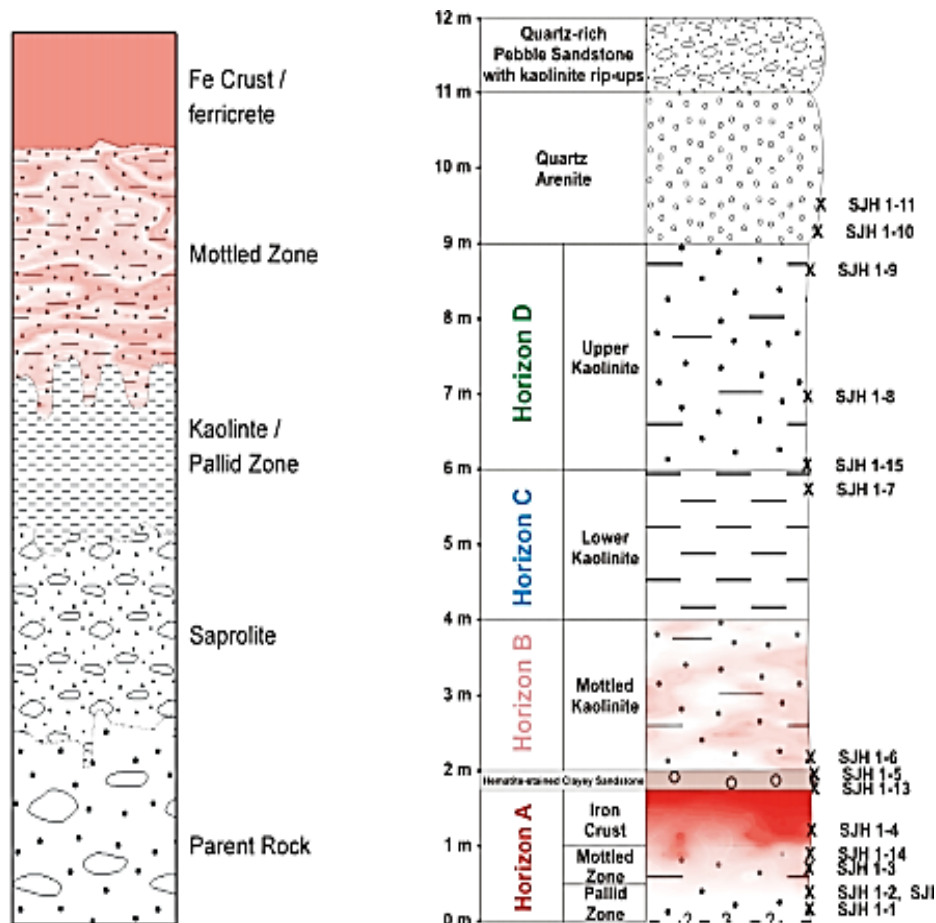 Fe Crust /
ferricrete
Mottled Zone
Kaolinte /
Pallid Zone
Saprolite
Parent Rock
12 m
11 m
10 m
9 m
8 m
7 m
6 m
5 m
4 m
3 m
2 m
1 m
0 m
Quartz-rich
Pebble Sandstone
with kaolinite rip-ups
Quartz
Arenite
Horizon D
Upper
Kaolinite
Horizon C
Lower
Kaolinite
Horizon B
Mottled
Kaolinite
Hematite-stained Clayey Sandstone
Horizon A
Iron
Crust
Mottled
Zone
Pallid
Zone
? ? ?
X SJH 1-11
X SJH 1-10
X SJH 1-9
X SJH 1-8
X SJH 1-15
X SJH 1-7
X SJH 1-6
X SJH 1-5
X SJH 1-13
X SJH 1-4
X SJH 1-14
X SJH 1-3
X SJH 1-2, SJ
X SJH 1-1